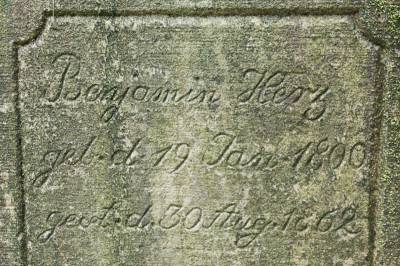 Benjamin Herz
geb. d. 19 Jan. 1800
gest. d. 30 Aug. 1862